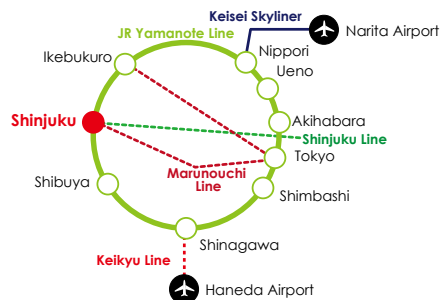 Keisei Skyliner
JR Yamanote Line
Narita Airport
Nippori
Ikebukuro
Ueno
Shinjuku
Akihabara
Shinjuku Line
Tokyo
Marunouchi
Line
Shibuya
Shimbashi
Shinagawa
Keikyu Line
Haneda Airport